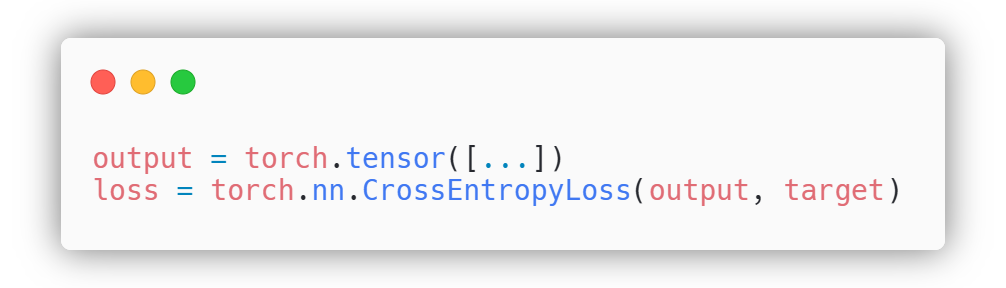 output = torch.tensor([...])
loss = torch.nn.CrossEntropyLoss(output, target)